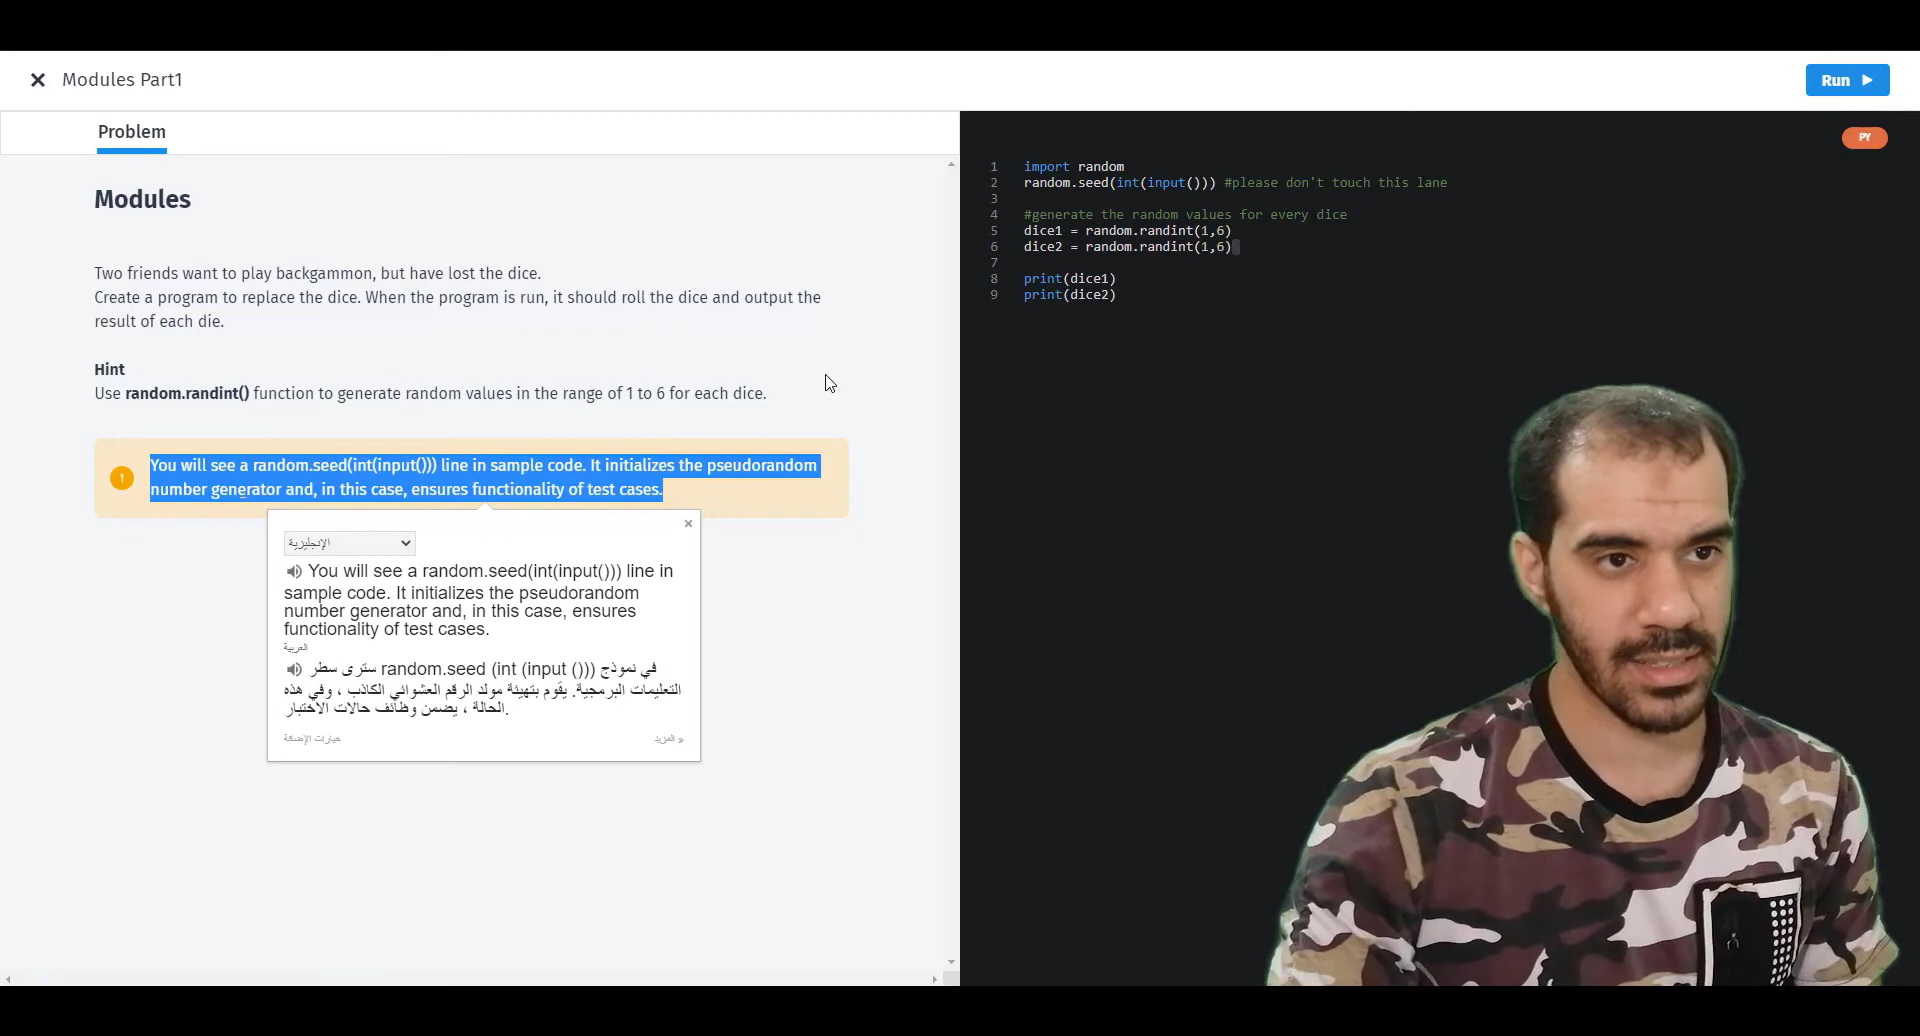 Modules Part1
Run
Problem
Modules
Two friends want to play backgammon, but have lost the dice.
Create a program to replace the dice. When the program is run, it should roll the dice and output the
result of each die.
Hint
Use random.randint() function to generate random values in the range of 1 to 6 for each dice.
You will see a random.seed(int(input())) line in sample code. It initializes the pseudorandom
number generator and, in this case, ensures functionality of test cases.
الإنجليزية
You will see a random.seed(int(input())) line in
sample code. It initializes the pseudorandom
number generator and, in this case, ensures
functionality of test cases.
العربية
سترى سطر random.seed (int (input ())) في نموذج
التعليمات البرمجية. يقوم بتهيئة مولد الرقم العشوائي الكاذب ، وفي هذه
الحالة ، يضمن وظائف حالات الاختبار.
خيارات الإضافة
المزيد »
PY
1 import random
2 random.seed(int(input())) #please don't touch this lane
3
4 #generate the random values for every dice
5 dice1 = random.randint(1,6)
6 dice2 = random.randint(1,6)
7
8 print(dice1)
9 print(dice2)